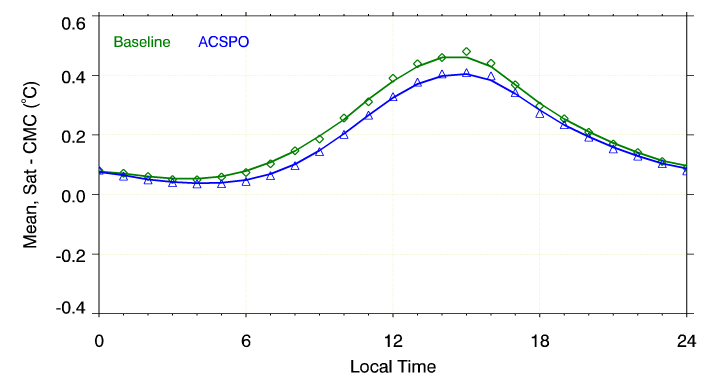 0.6
Baseline ACSPO
0.4
0.2
0.0
-0.2
-0.4
Mean, Sat - CMC (°C)
0 6 12 18 24
Local Time